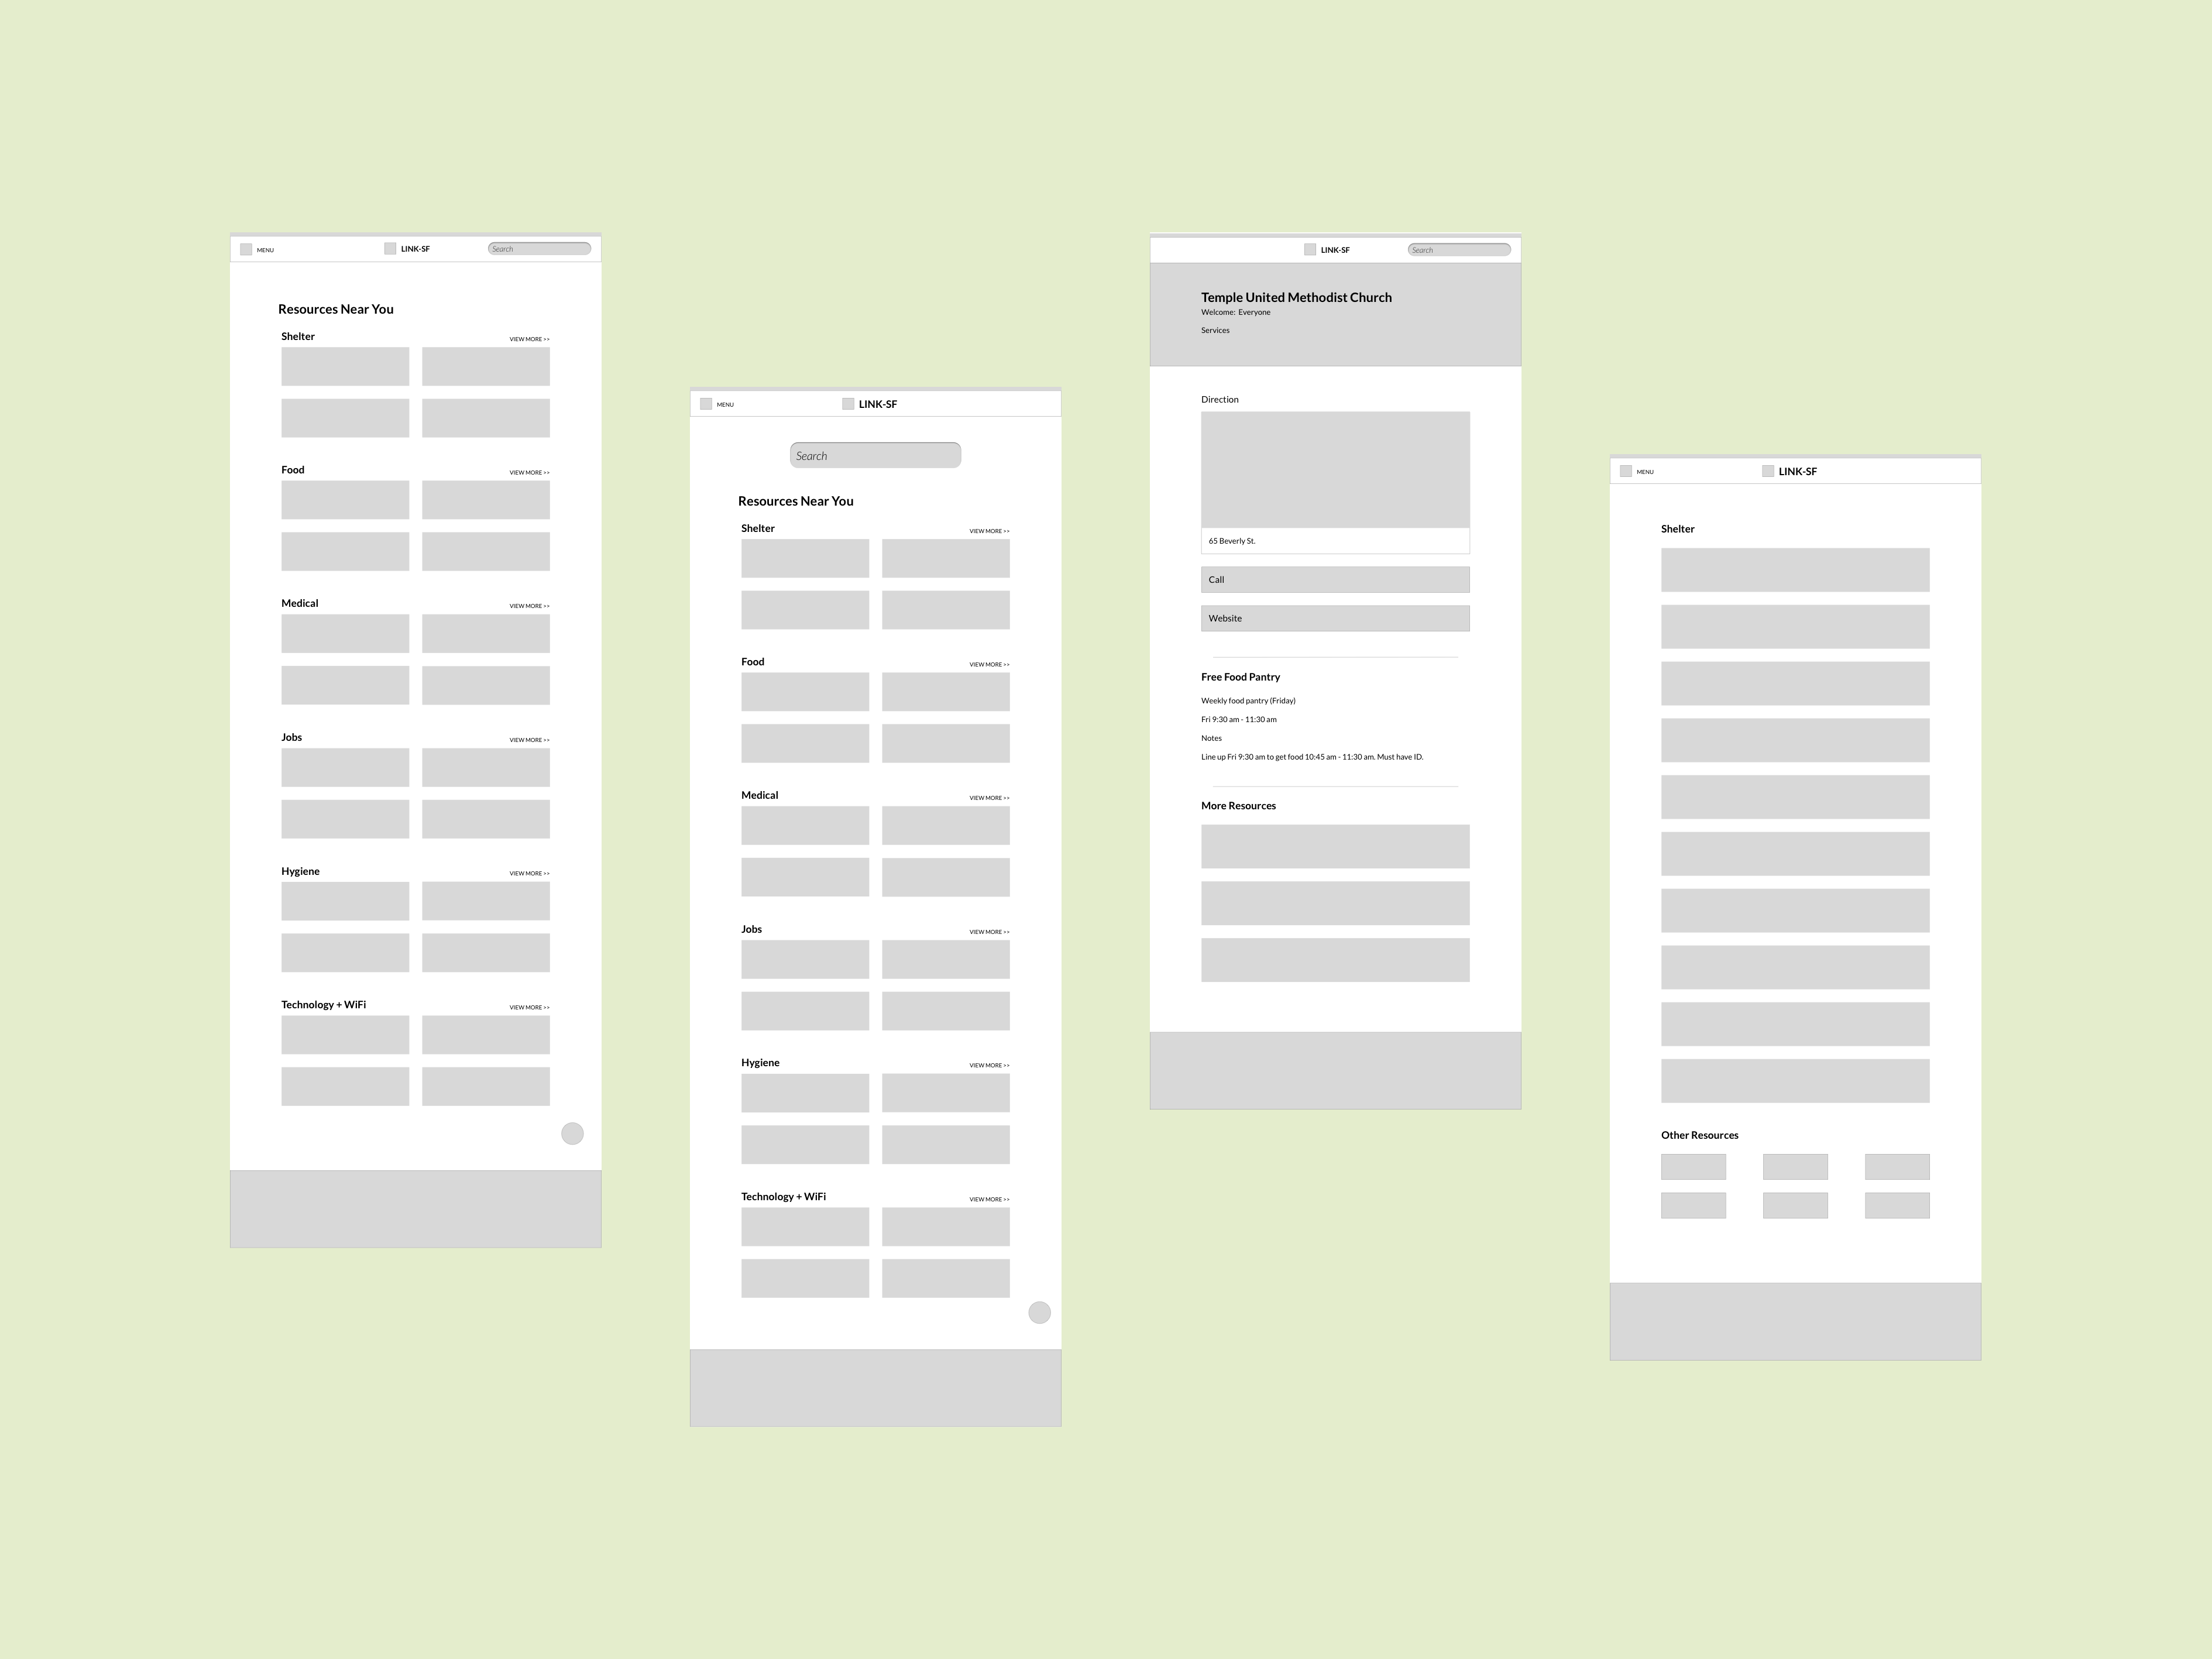 MENU
LINK-SF
Search
Resources Near You
Shelter
VIEW MORE >>
Food
VIEW MORE >>
Medical
VIEW MORE >>
Jobs
VIEW MORE >>
Hygiene
VIEW MORE >>
Technology + WiFi
VIEW MORE >>
MENU
LINK-SF
Search
Resources Near You
Shelter
VIEW MORE >>
Food
VIEW MORE >>
Medical
VIEW MORE >>
Jobs
VIEW MORE >>
Hygiene
VIEW MORE >>
Technology + WiFi
VIEW MORE >>
LINK-SF
Search
Temple United Methodist Church
Welcome: Everyone
Services
Direction
65 Beverly St.
Call
Website
Free Food Pantry
Weekly food pantry (Friday)
Fri 9:30 am - 11:30 am
Notes
Line up Fri 9:30 am to get food 10:45 am - 11:30 am. Must have ID.
More Resources
MENU
LINK-SF
Shelter
Other Resources